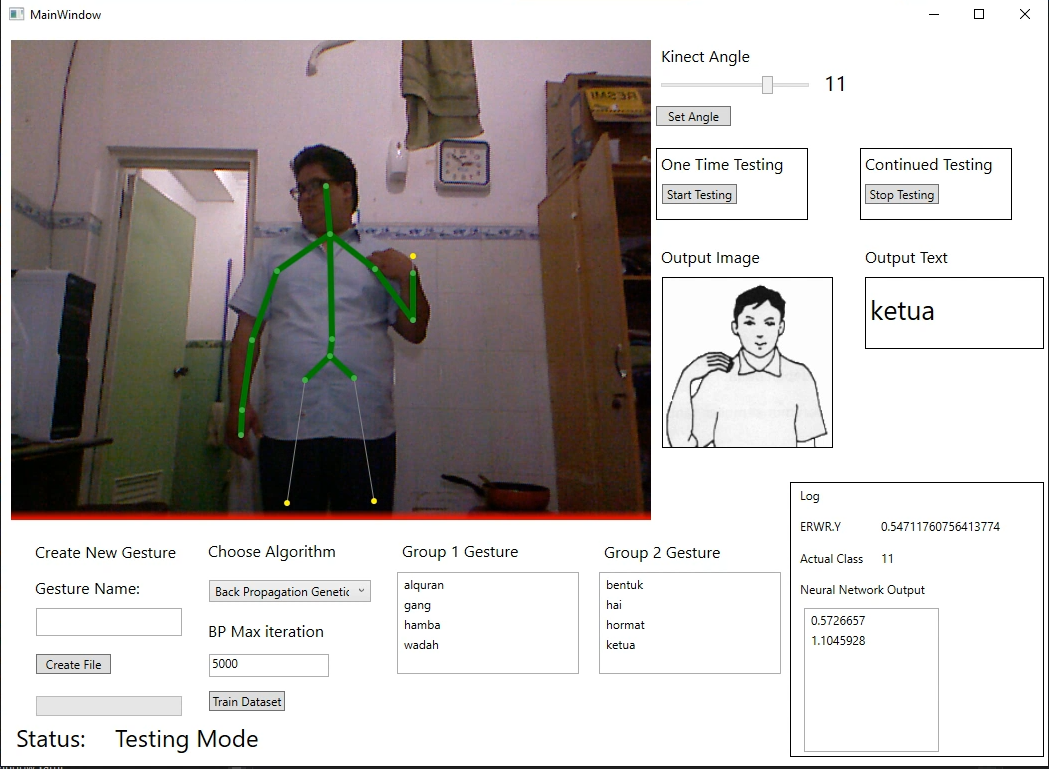 MainWindow
Kinect Angle
11
Set Angle
One Time Testing
Start Testing
Continued Testing
Stop Testing
Output Image
Output Text
ketua
RESMI
Create New Gesture
Gesture Name:
Create File
Choose Algorithm
Back Propagation Genetic
BP Max iteration
5000
Train Dataset
Group 1 Gesture
alquran
gang
hamba
wadah
Group 2 Gesture
bentuk
hai
hormat
ketua
Log
ERWR.Y 0.54711760756413774
Actual Class 11
Neural Network Output
0.5726657
1.1045928
Status: Testing Mode